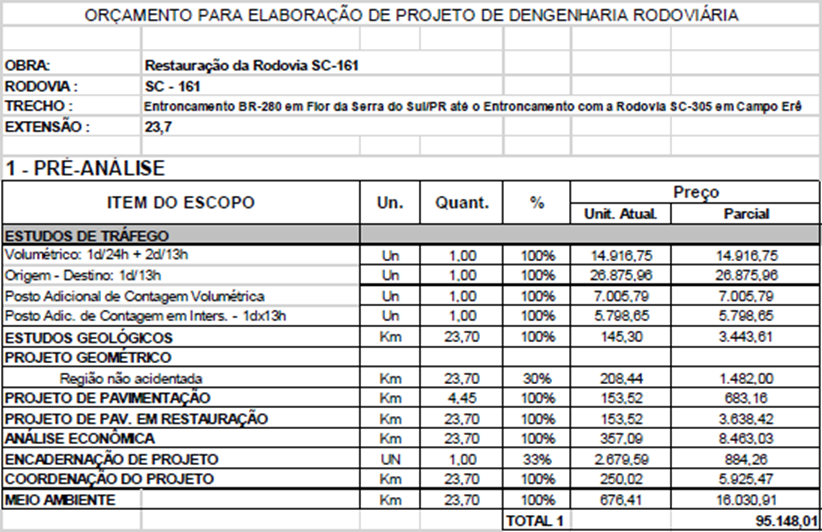 ORÇAMENTO PARA ELABORAÇÃO DE PROJETO DE DENGENHARIA RODOVIÁRIA
OBRA: Restauração da Rodovia SC-161
RODOVIA : SC - 161
TRECHO : Entroncamento BR-280 em Flor da Serra do Sul/PR até o Entroncamento com a Rodovia SC-305 em Campo Erê
EXTENSÃO : 23,7
1 - PRÉ-ANÁLISE
ITEM DO ESCOPO Un. Quant. % Preço
Unit. Atual. Parcial
ESTUDOS DE TRÁFEGO
Volumétrico: 1d/24h + 2d/13h Un 1,00 100% 14.916,75 14.916,75
Origem - Destino: 1d/13h Un 1,00 100% 26.875,96 26.875,96
Posto Adicional de Contagem Volumétrica Un 1,00 100% 7.005,79 7.005,79
Posto Adic. de Contagem em Inters. - 1dx13h Un 1,00 100% 5.798,65 5.798,65
ESTUDOS GEOLÓGICOS Km 23,70 100% 145,30 3.443,61
PROJETO GEOMÉTRICO
Região não acidentada Km 23,70 30% 208,44 1.482,00
PROJETO DE PAVIMENTAÇÃO Km 4,45 100% 153,52 683,16
PROJETO DE PAV. EM RESTAURAÇÃO Km 23,70 100% 153,52 3.638,42
ANÁLISE ECONÔMICA Km 23,70 100% 357,09 8.463,03
ENCADERNAÇÃO DE PROJETO UN 1,00 33% 2.679,59 884,26
COORDENAÇÃO DO PROJETO Km 23,70 100% 250,02 5.925,47
MEIO AMBIENTE Km 23,70 100% 676,41 16.030,91
TOTAL 1 95.148,01